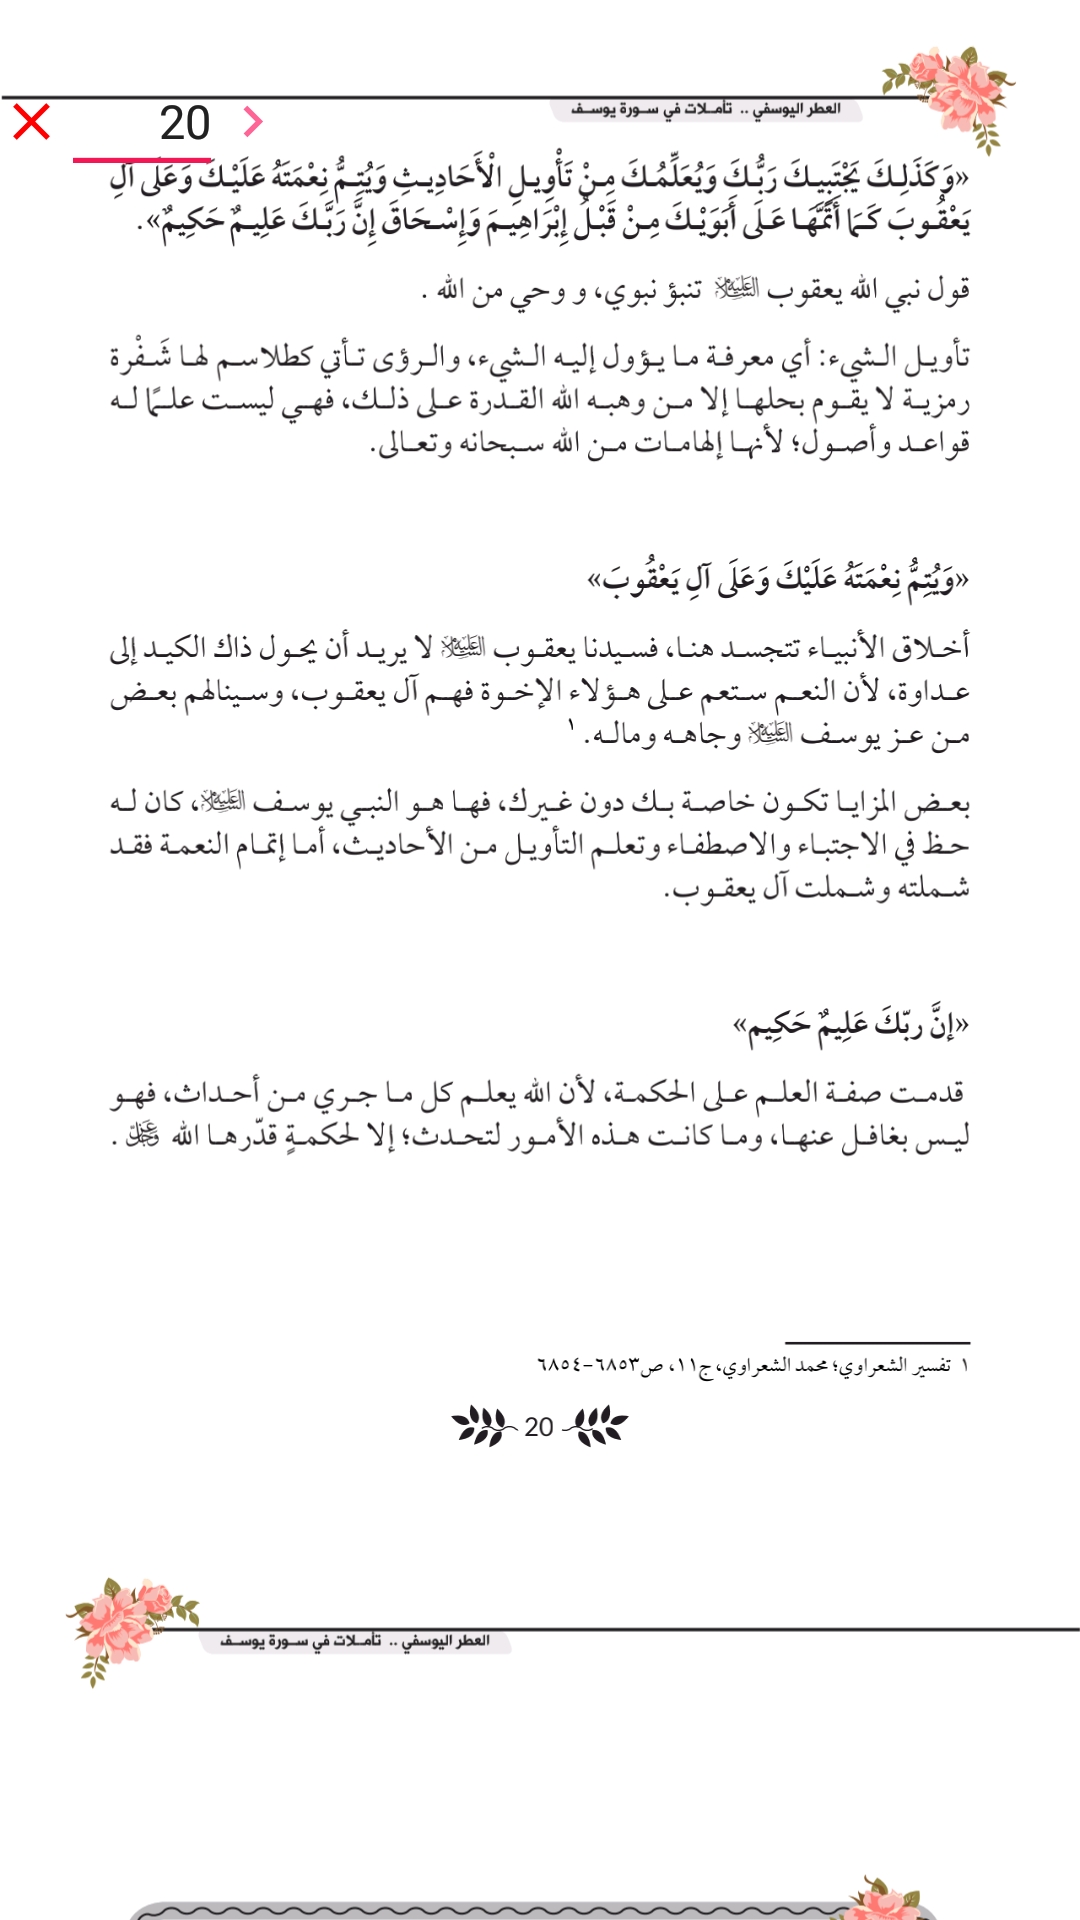 العطر اليوسفي .. تأملات في سورة يوسف
20
«وَكَذَلِكَ يَجْتَبِيكَ رَبُّكَ وَيُعَلِّمُكَ مِنْ تَأْوِيلِ الْأَحَادِيثِ وَيُتِمُّ نِعْمَتَهُ عَلَيْكَ وَعَلَى آلِ
يَعْقُوبَ كَمَا أَتَمَّهَا عَلَى أَبَوَيْكَ مِنْ قَبْلُ إِبْرَاهِيمَ وَإِسْحَاقَ إِنَّ رَبَّكَ عَلِيمٌ حَكِيمٌ».
قول نبي الله يعقوب عليه السلام تنبؤ نبوي، و وحي من الله .
تأويل الشيء: أي معرفة ما يؤول إليه الشيء، والرؤى تأتي كطلاسم لها شَفْرة
رمزية لا يقوم بحلها إلا من وهبه الله القدرة على ذلك، فهي ليست علمًا له
قواعد وأصول؛ لأنها إلهامات من الله سبحانه وتعالى.
«وَيُتِمُّ نِعْمَتَهُ عَلَيْكَ وَعَلَى آلِ يَعْقُوبَ»
أخلاق الأنبياء تتجسد هنا، فسيدنا يعقوب عليه السلام لا يريد أن يحول ذاك الكيد إلى
عداوة، لأن النعم ستعم على هؤلاء الإخوة فهم آل يعقوب، وسينالهم بعض
من عز يوسف عليه السلام وجاهه وماله. ١
بعض المزايا تكون خاصة بك دون غيرك، فها هو النبي يوسف عليه السلام، كان له
حظ في الاجتباء والاصطفاء وتعلم التأويل من الأحاديث، أما إتمام النعمة فقد
شملته وشملت آل يعقوب.
«إنَّ ربّكَ عَلِيمٌ حَكِيم»
قدمت صفة العلم على الحكمة، لأن الله يعلم كل ما جري من أحداث، فهو
ليس بغافل عنها، وما كانت هذه الأمور لتحدث؛ إلا لحكمةٍ قدّرها الله عز وجل .
١ تفسير الشعراوي؛ محمد الشعراوي، ج١١، ص٦٨٥٣-٦٨٥٤
20
العطر اليوسفي .. تأملات في سورة يوسف